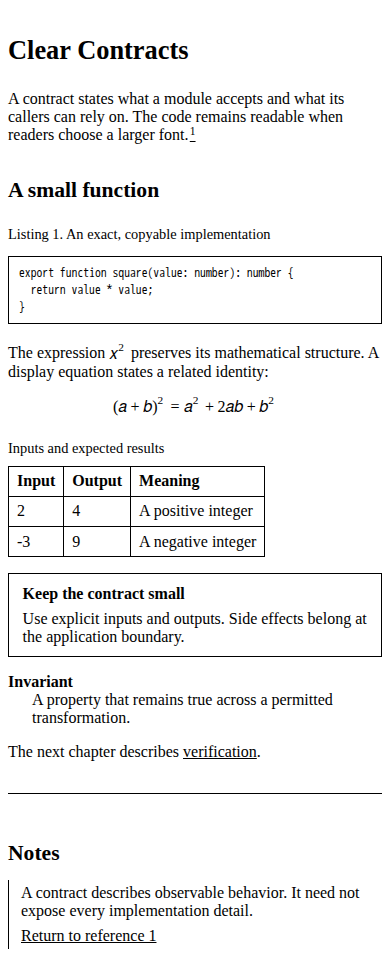 Clear Contracts
A contract states what a module accepts and what its
callers can rely on. The code remains readable when
readers choose a larger font.1
A small function
Listing 1. An exact, copyable implementation
export function square(value: number): number {
  return value * value;
}
The expression x² preserves its mathematical structure. A
display equation states a related identity:
(a + b)² = a² + 2ab + b²
Inputs and expected results
Input Output Meaning
2 4 A positive integer
-3 9 A negative integer
Keep the contract small
Use explicit inputs and outputs. Side effects belong at
the application boundary.
Invariant
A property that remains true across a permitted
transformation.
The next chapter describes verification.
Notes
A contract describes observable behavior. It need not
expose every implementation detail.
Return to reference 1